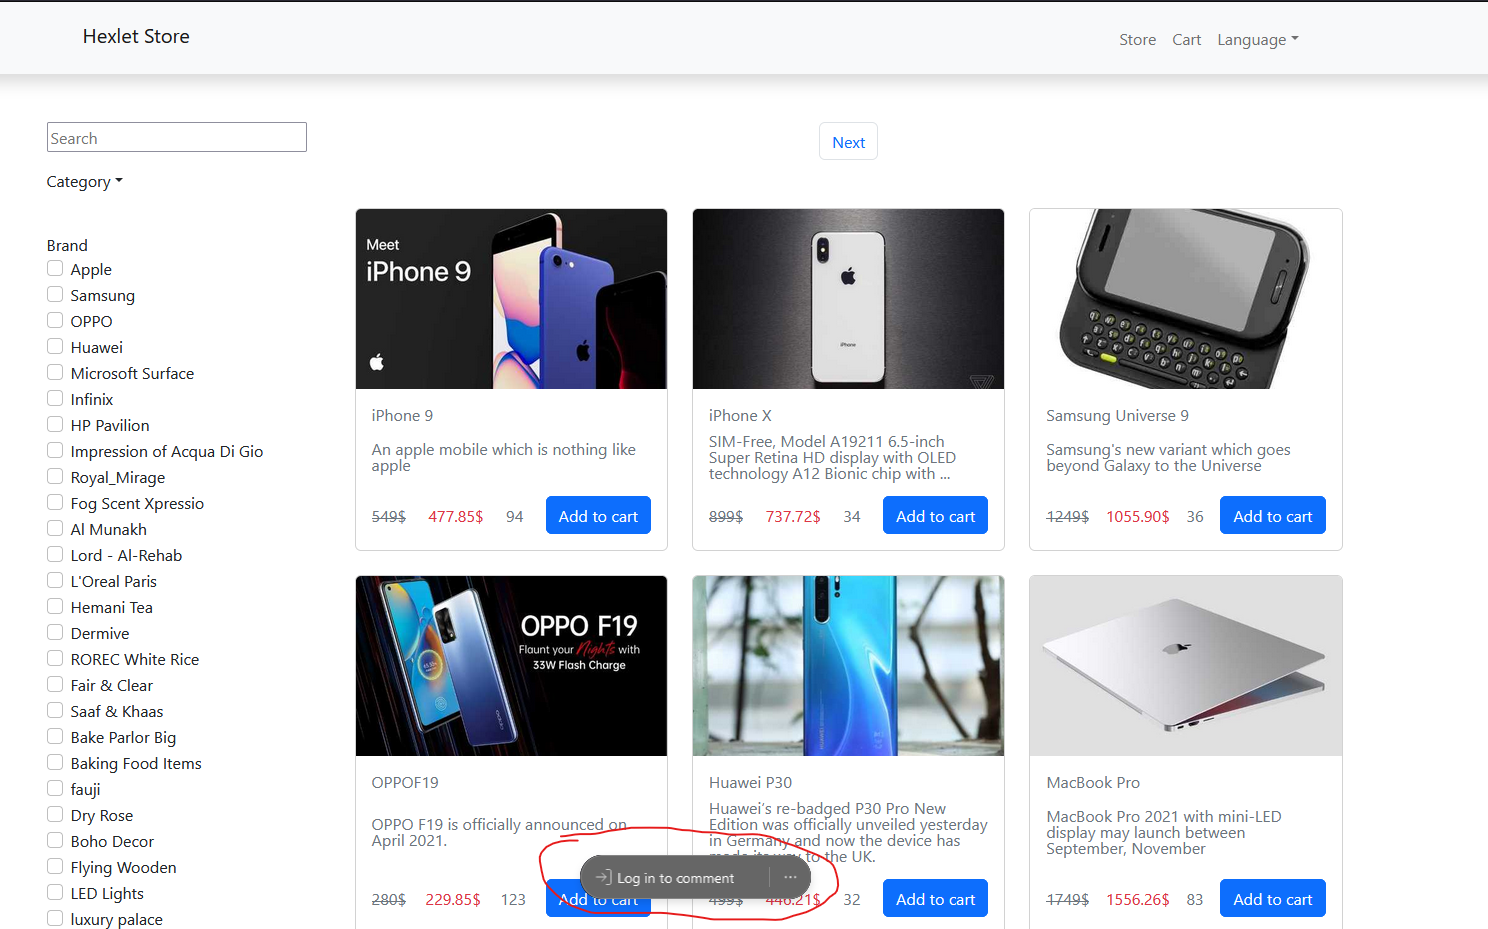 Hexlet Store
Store
Cart
Language
Search
Category
Brand
Apple
Samsung
OPPO
Huawei
Microsoft Surface
Infinix
HP Pavilion
Impression of Acqua Di Gio
Royal_Mirage
Fog Scent Xpressio
Al Munakh
Lord - Al-Rehab
L'Oreal Paris
Hemani Tea
Dermive
ROREC White Rice
Fair & Clear
Saaf & Khaas
Bake Parlor Big
Baking Food Items
fauji
Dry Rose
Boho Decor
Flying Wooden
LED Lights
luxury palace
Next
Meet
iPhone 9
iPhone 9
An apple mobile which is nothing like
apple
549$ 477.85$ 94 Add to cart
iPhone
iPhone X
SIM-Free, Model A19211 6.5-inch
Super Retina HD display with OLED
technology A12 Bionic chip with ...
899$ 737.72$ 34 Add to cart
Samsung Universe 9
Samsung's new variant which goes
beyond Galaxy to the Universe
1249$ 1055.90$ 36 Add to cart
OPPO F19
Flaunt your Nights with
33W Flash Charge
OPPOF19
OPPO F19 is officially announced on
April 2021.
280$ 229.85$ 123 Add to cart
Huawei P30
Huawei's re-badged P30 Pro New
Edition was officially unveiled yesterday
in Germany and now the device has
made its way to the UK.
499$ 446.21$ 32 Add to cart
MacBook Pro
MacBook Pro 2021 with mini-LED
display may launch between
September, November
1749$ 1556.26$ 83 Add to cart
Log in to comment